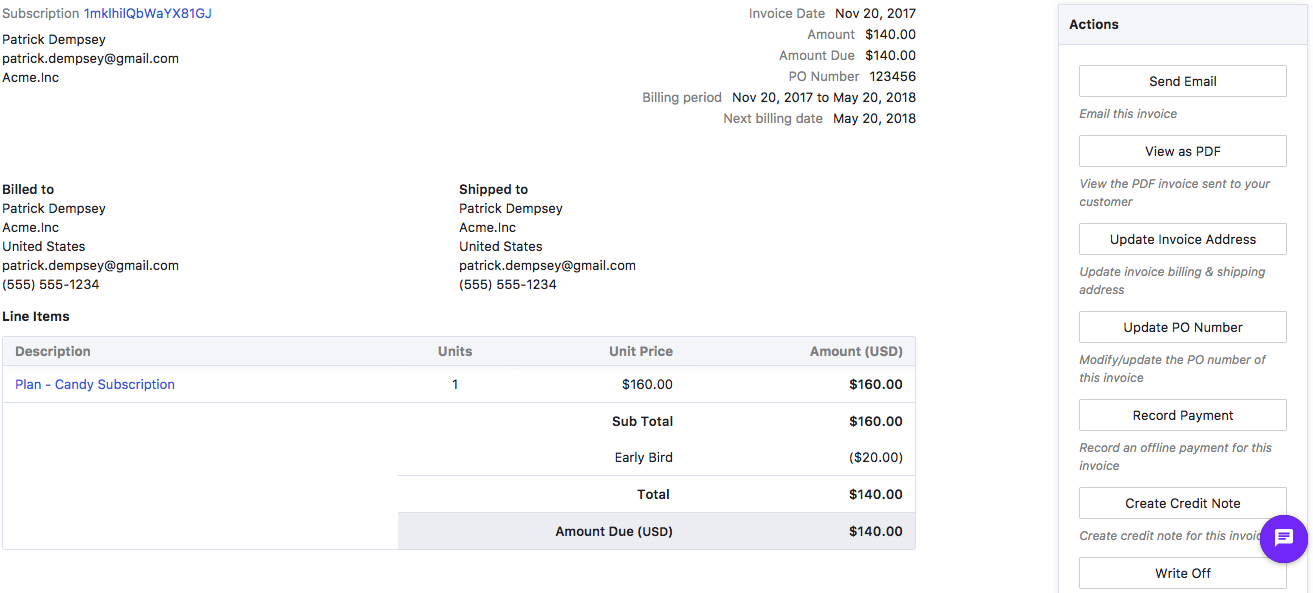 Subscription 1mklhilQbWaYX81GJ
Patrick Dempsey
patrick.dempsey@gmail.com
Acme.Inc
Invoice Date Nov 20, 2017
Amount $140.00
Amount Due $140.00
PO Number 123456
Billing period Nov 20, 2017 to May 20, 2018
Next billing date May 20, 2018
Billed to
Patrick Dempsey
Acme.Inc
United States
patrick.dempsey@gmail.com
(555) 555-1234
Shipped to
Patrick Dempsey
Acme.Inc
United States
patrick.dempsey@gmail.com
(555) 555-1234
Line Items
Description Units Unit Price Amount (USD)
Plan - Candy Subscription 1 $160.00 $160.00
Sub Total $160.00
Early Bird ($20.00)
Total $140.00
Amount Due (USD) $140.00
Actions
Send Email
Email this invoice
View as PDF
View the PDF invoice sent to your
customer
Update Invoice Address
Update invoice billing & shipping
address
Update PO Number
Modify/update the PO number of
this invoice
Record Payment
Record an offline payment for this
invoice
Create Credit Note
Create credit note for this invoic
Write Off